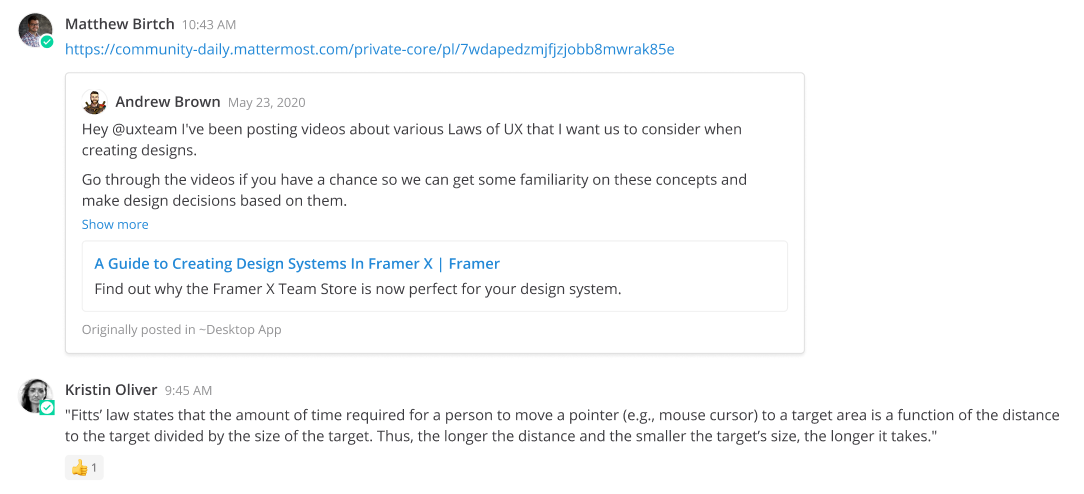 Matthew Birtch 10:43 AM
https://community-daily.mattermost.com/private-core/pl/7wdapedzmjfjzjobb8mwrak85e
Andrew Brown May 23, 2020
Hey @uxteam I've been posting videos about various Laws of UX that I want us to consider when
creating designs.
Go through the videos if you have a chance so we can get some familiarity on these concepts and
make design decisions based on them.
Show more
A Guide to Creating Design Systems In Framer X | Framer
Find out why the Framer X Team Store is now perfect for your design system.
Originally posted in ~Desktop App
Kristin Oliver 9:45 AM
"Fitts’ law states that the amount of time required for a person to move a pointer (e.g., mouse cursor) to a target area is a function of the distance
to the target divided by the size of the target. Thus, the longer the distance and the smaller the target’s size, the longer it takes."
1